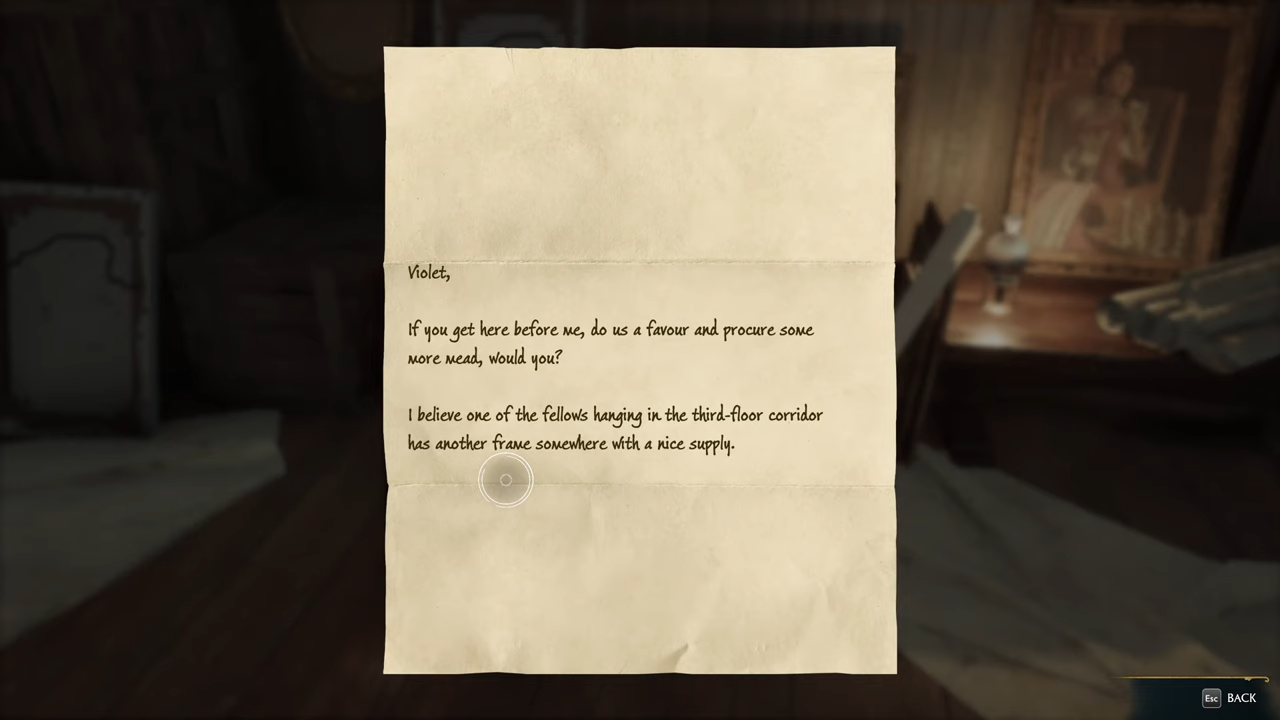 Violet,
If you get here before me, do us a favour and procure some
more mead, would you?
I believe one of the fellows hanging in the third-floor corridor
has another frame somewhere with a nice supply.
Esc BACK